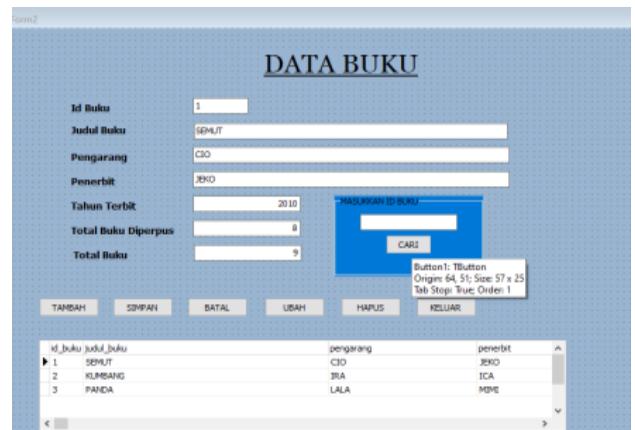 Form2
DATA BUKU
Id Buku 1
Judul Buku SEMUT
Pengarang CIO
Penerbit JEKO
Tahun Terbit 2010
MASUKKAN ID BUKU
Total Buku Diperpus 8
CARI
Total Buku 9
Button1: TButton
Origin: 64, 51; Size: 57 x 25
Tab Stop: True; Order: 1
TAMBAH SIMPAN BATAL UBAH HAPUS KELUAR
id_buku judul_buku pengarang penerbit
1 SEMUT CIO JEKO
2 KUMBANG IRA ICA
3 PANDA LALA MIMI